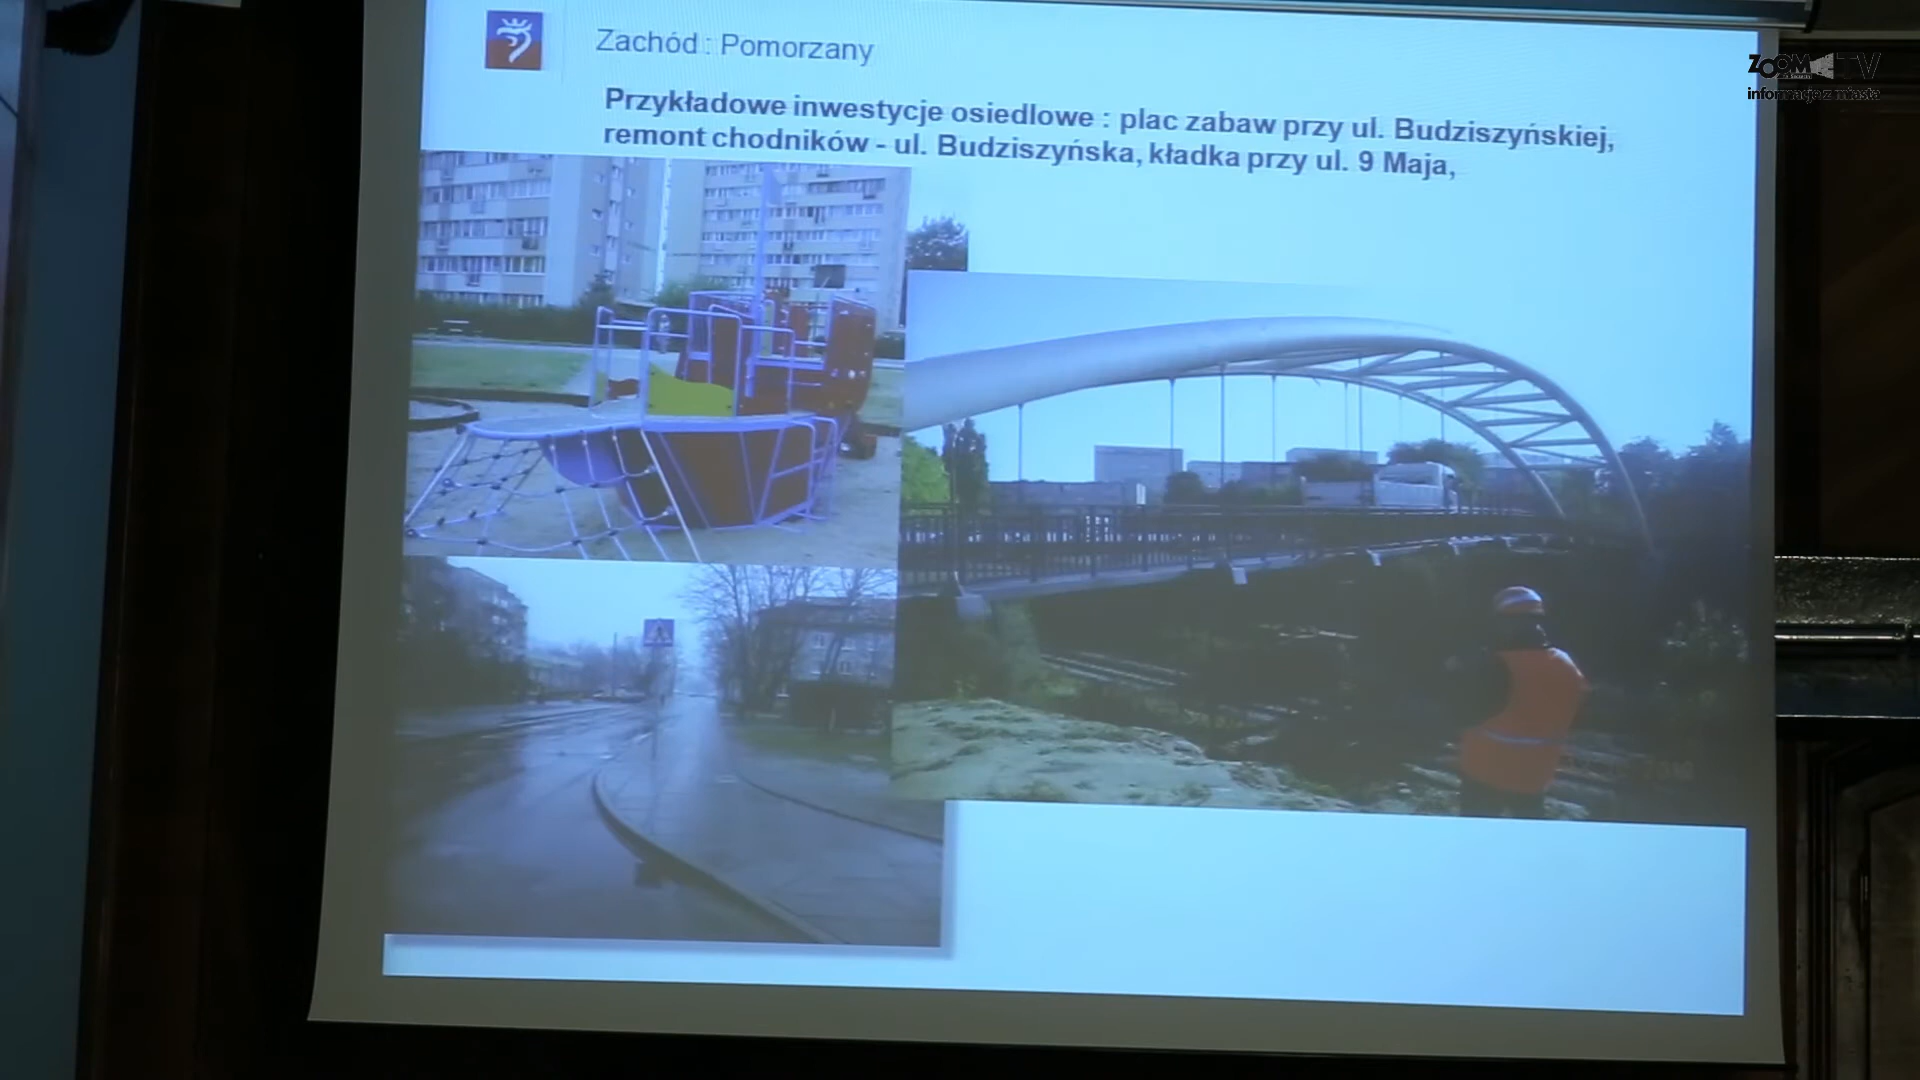 Zachód : Pomorzany
ZOOM TV
informacje z miasta
Przykładowe inwestycje osiedlowe : plac zabaw przy ul. Budziszyńskiej,
remont chodników - ul. Budziszyńska, kładka przy ul. 9 Maja,